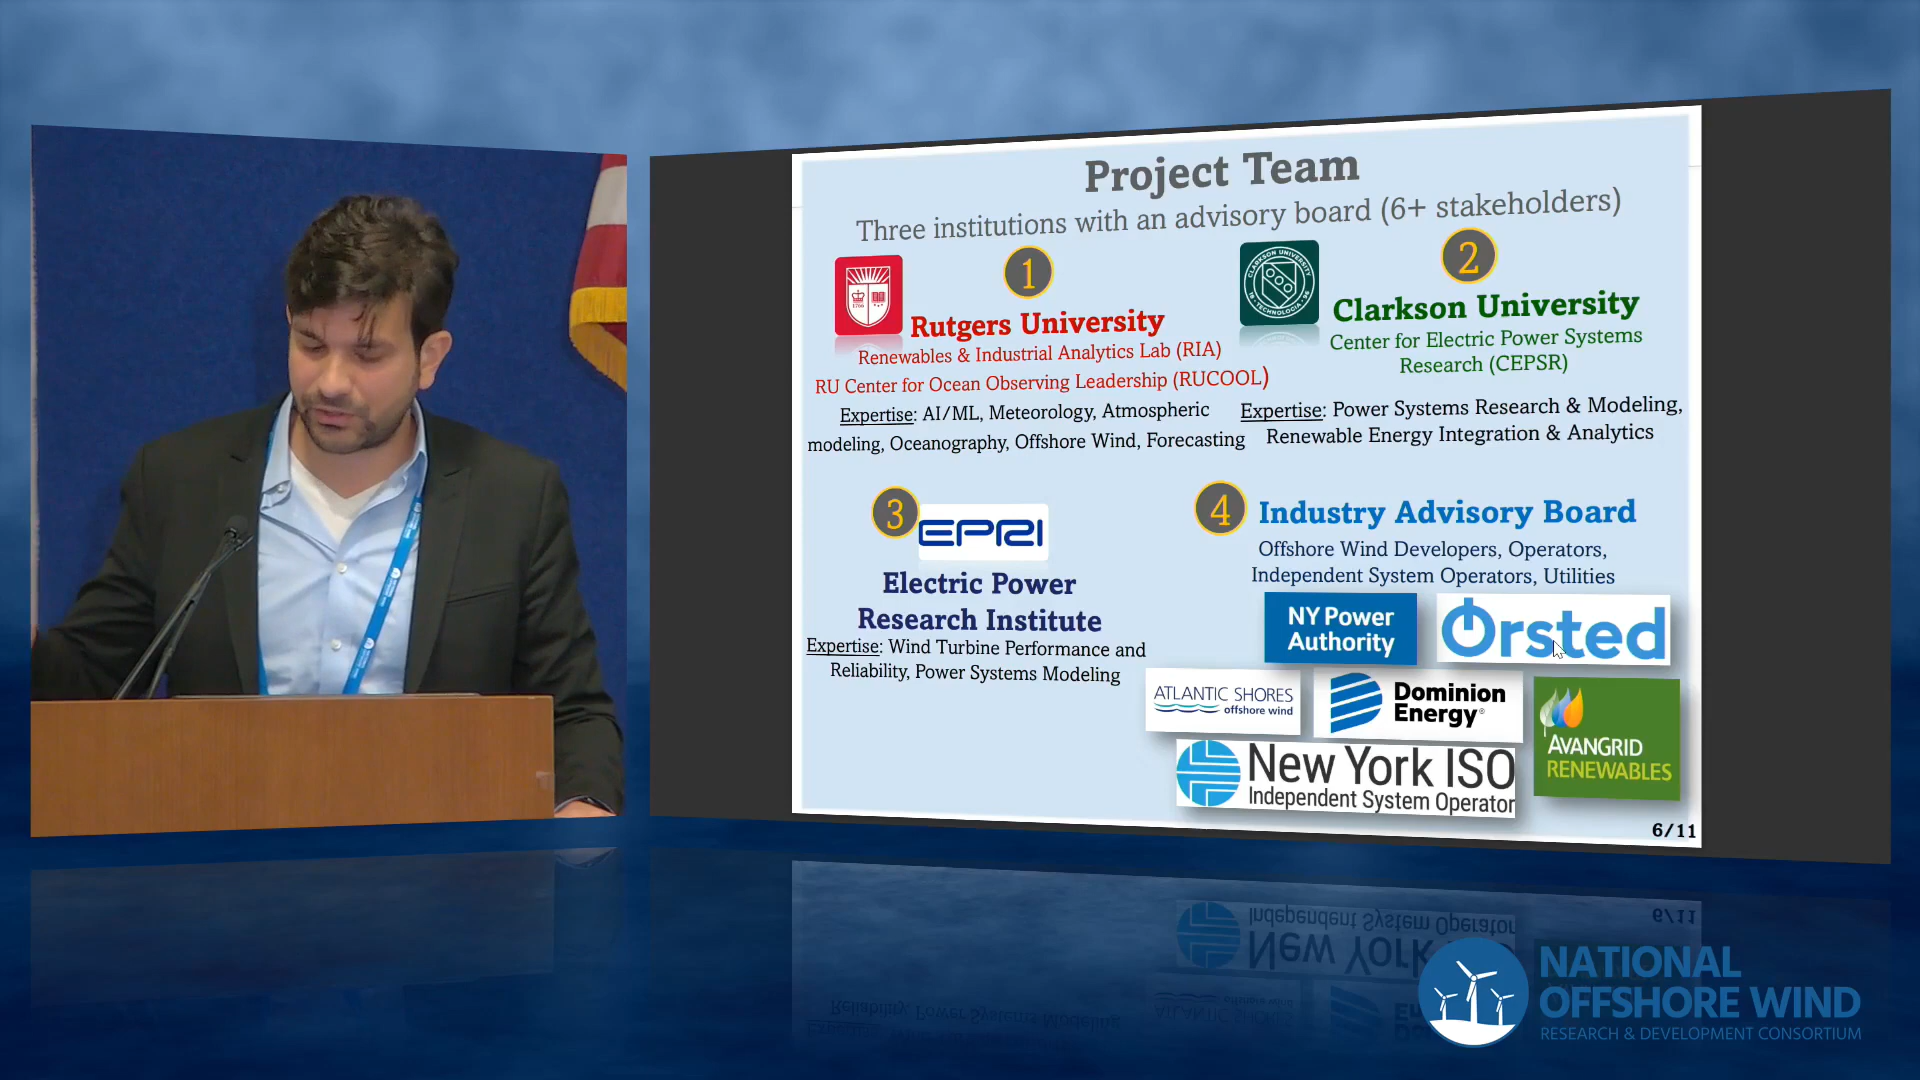 Project Team
Three institutions with an advisory board (6+ stakeholders)
1
Rutgers University
Renewables & Industrial Analytics Lab (RIA)
RU Center for Ocean Observing Leadership (RUCOOL)
Expertise: AI/ML, Meteorology, Atmospheric
modeling, Oceanography, Offshore Wind, Forecasting
2
CLARKSON UNIVERSITY
TECHNOLOGIA
Clarkson University
Center for Electric Power Systems
Research (CEPSR)
Expertise: Power Systems Research & Modeling,
Renewable Energy Integration & Analytics
3
EPRI
Electric Power
Research Institute
Expertise: Wind Turbine Performance and
Reliability, Power Systems Modeling
4
Industry Advisory Board
Offshore Wind Developers, Operators,
Independent System Operators, Utilities
NY Power
Authority
Ørsted
ATLANTIC SHORES
offshore wind
Dominion
Energy®
AVANGRID
RENEWABLES
New York ISO
Independent System Operator
6/11
NATIONAL
OFFSHORE WIND
RESEARCH & DEVELOPMENT CONSORTIUM